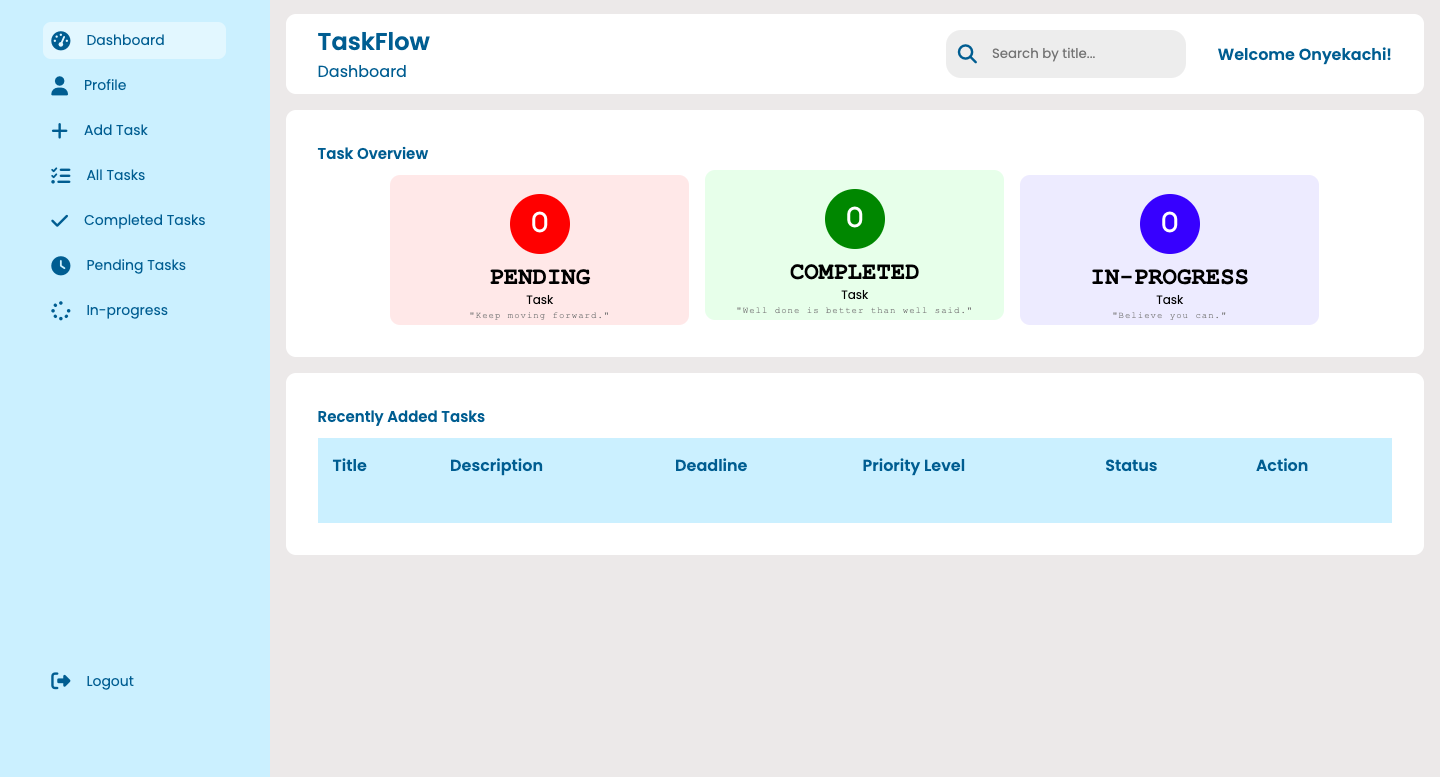 Dashboard
Profile
Add Task
All Tasks
Completed Tasks
Pending Tasks
In-progress
Logout
TaskFlow
Dashboard
Search by title...
Welcome Onyekachi!
Task Overview
0
PENDING
Task
"Keep moving forward."
0
COMPLETED
Task
"Well done is better than well said."
0
IN-PROGRESS
Task
"Believe you can."
Recently Added Tasks
Title Description Deadline Priority Level Status Action